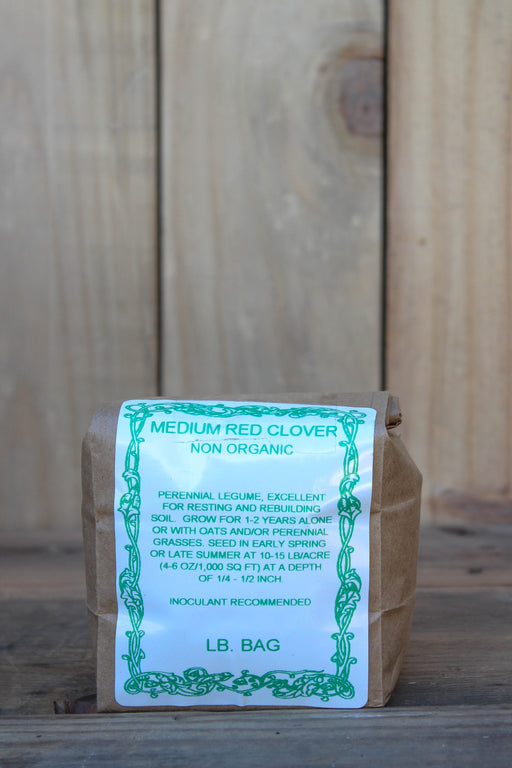 MEDIUM RED CLOVER
NON ORGANIC
PERENNIAL LEGUME, EXCELLENT
FOR RESTING AND REBUILDING
SOIL. GROW FOR 1-2 YEARS ALONE
OR WITH OATS AND/OR PERENNIAL
GRASSES. SEED IN EARLY SPRING
OR LATE SUMMER AT 10-15 LB/ACRE
(4-6 OZ/1,000 SQ FT) AT A DEPTH
OF 1/4 - 1/2 INCH
INOCULANT RECOMMENDED
LB. BAG